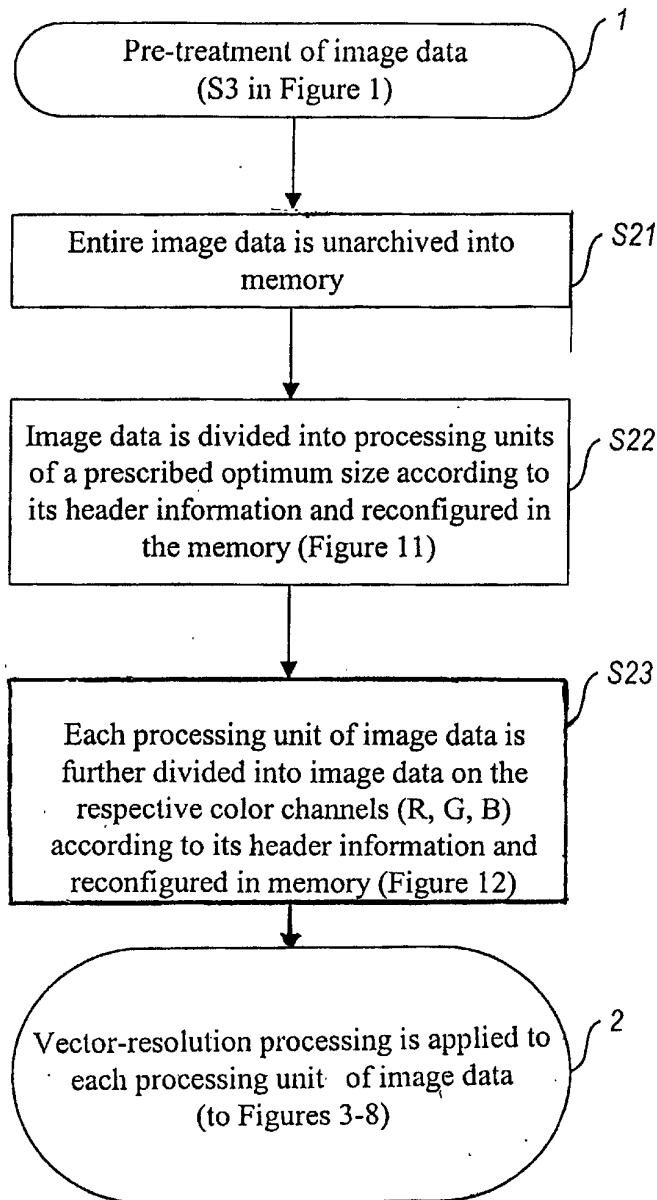 1
Pre-treatment of image data
(S3 in Figure 1)
S21
Entire image data is unarchived into
memory
S22
Image data is divided into processing units
of a prescribed optimum size according to
its header information and reconfigured in
the memory (Figure 11)
S23
Each processing unit of image data is
further divided into image data on the
respective color channels (R, G, B)
according to its header information and
reconfigured in memory (Figure 12)
2
Vector-resolution processing is applied to
each processing unit of image data
(to Figures 3-8)